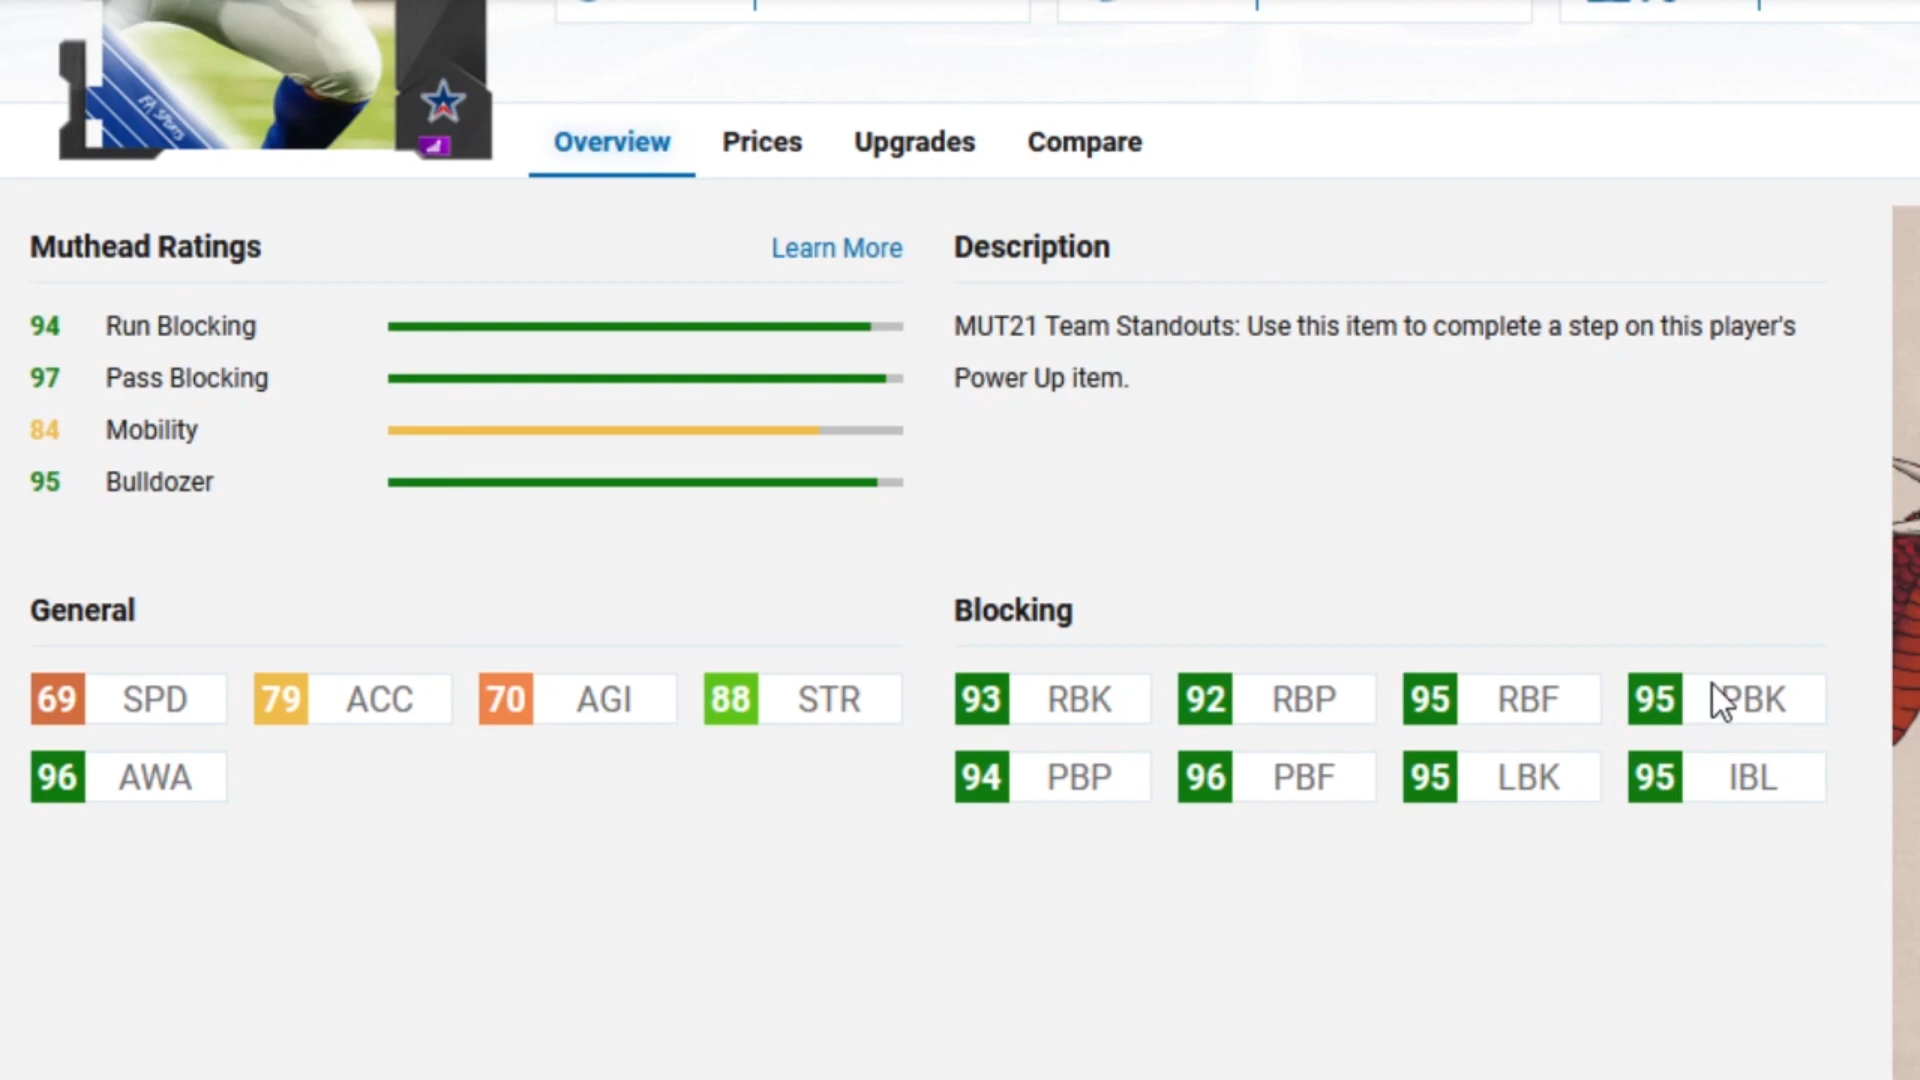 EA SPORTS
Overview Prices Upgrades Compare
Muthead Ratings Learn More
94 Run Blocking
97 Pass Blocking
84 Mobility
95 Bulldozer
Description
MUT21 Team Standouts: Use this item to complete a step on this player's
Power Up item.
General
69 SPD 79 ACC 70 AGI 88 STR
96 AWA
Blocking
93 RBK 92 RBP 95 RBF 95 PBK
94 PBP 96 PBF 95 LBK 95 IBL